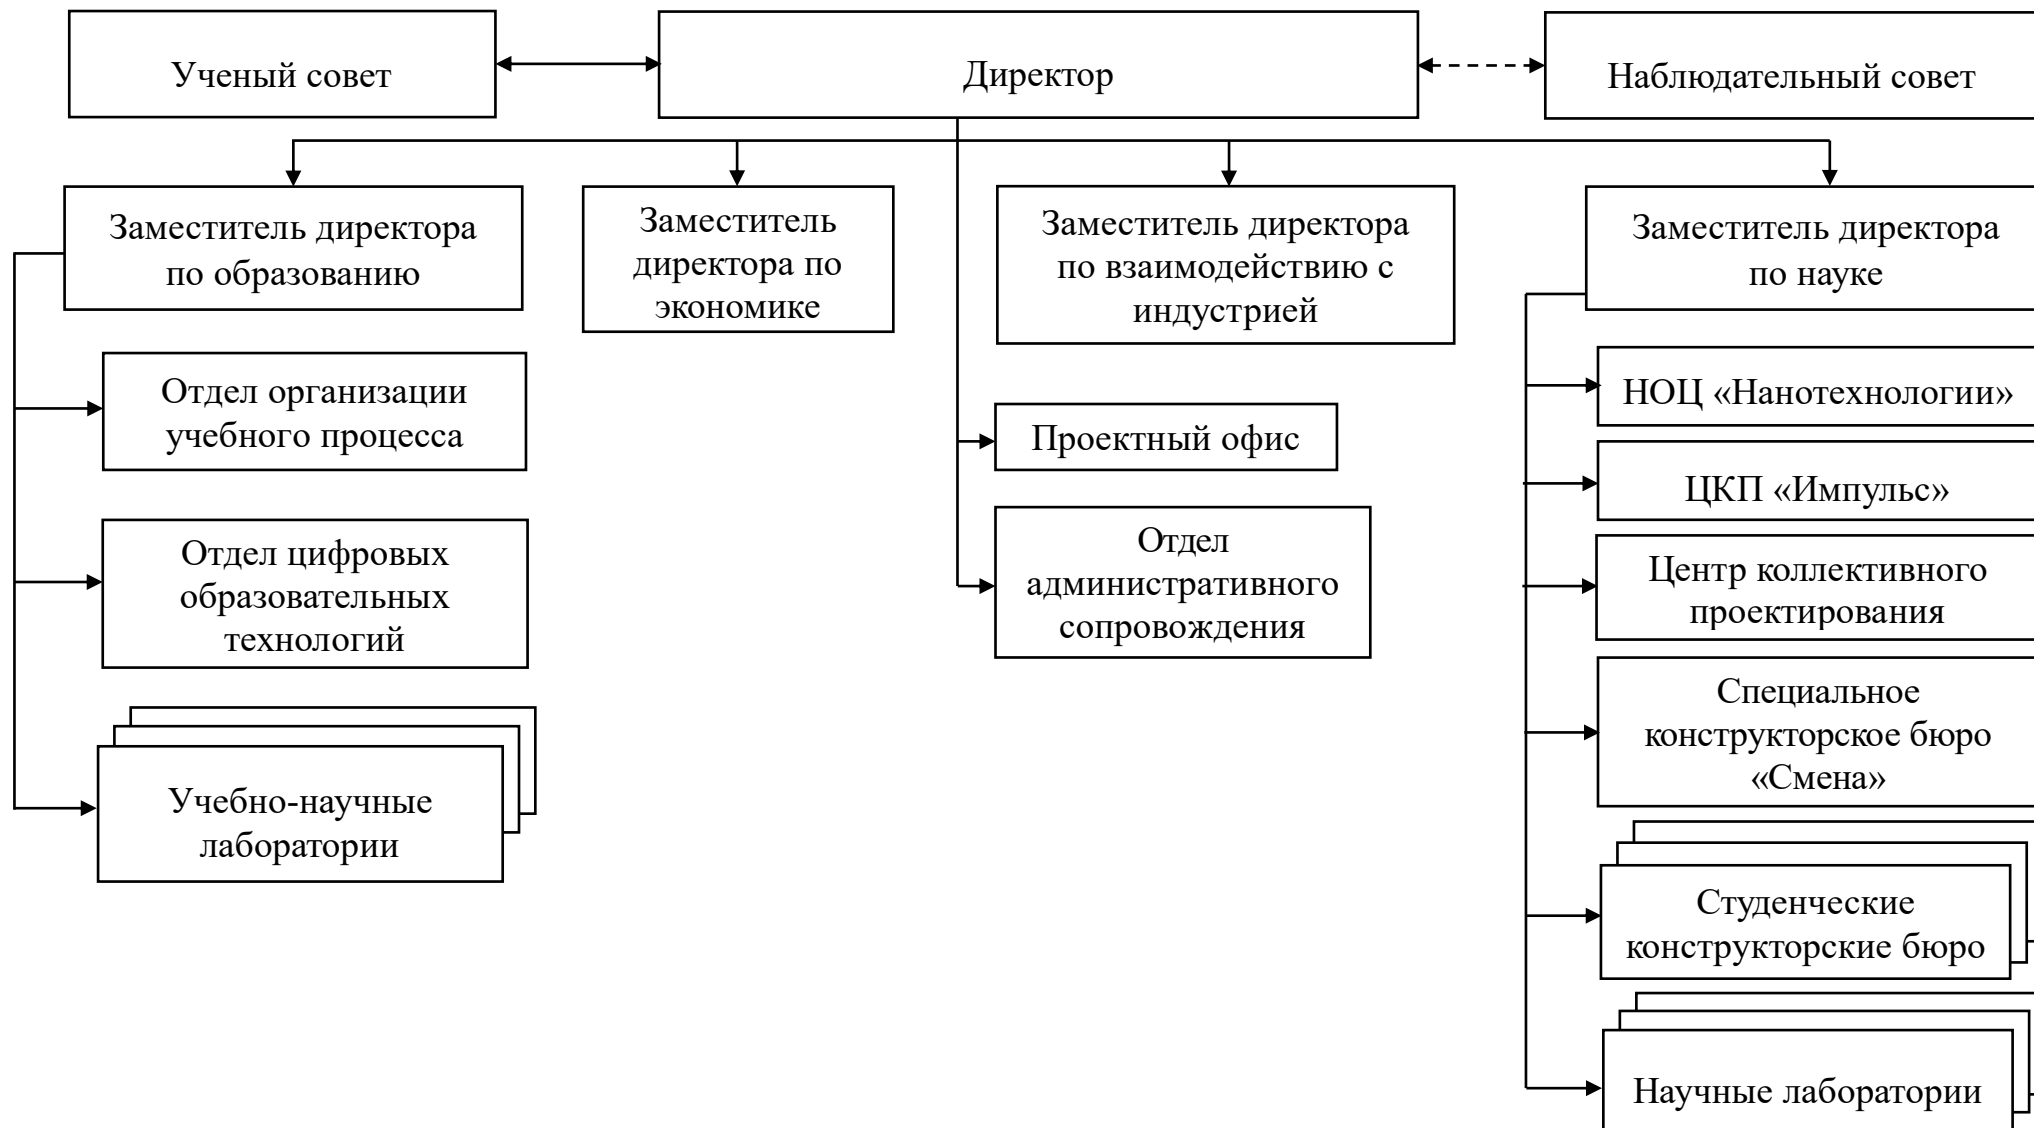 Ученый совет
Директор
Наблюдательный совет
Заместитель директора
по образованию
Заместитель
директора по
экономике
Заместитель директора
по взаимодействию с
индустрией
Заместитель директора
по науке
Отдел организации
учебного процесса
Отдел цифровых
образовательных
технологий
Учебно-научные
лаборатории
Проектный офис
Отдел
административного
сопровождения
НОЦ «Нанотехнологии»
ЦКП «Импульс»
Центр коллективного
проектирования
Специальное
конструкторское бюро
«Смена»
Студенческие
конструкторские бюро
Научные лаборатории